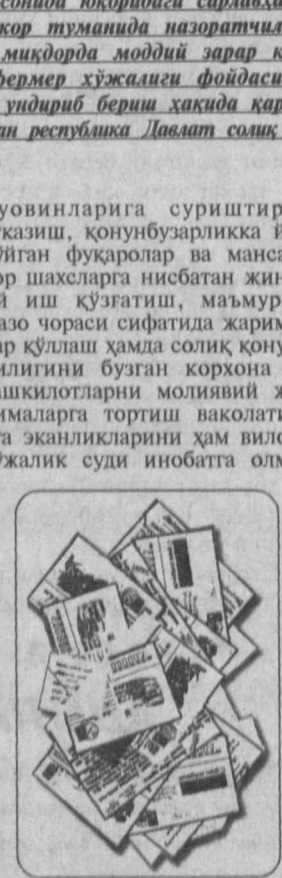 сонида юқоридаги сарлавҳа
кор туманида назоратчил
миқдорда моддий зарар к
фермер хўжалиги фойдаси
ундириб бериш ҳақида қар
ан республика Давлат солиқ
уовинларига суриштир
тказиш, қонунбузарликка й
ўйган фуқаролар ва манса
ор шахсларга нисбатан жин
й иш қўзғатиш, маъмур
азо чораси сифатида жарим
ар қўллаш ҳамда солиқ қону
илигини бузган корхона
ашкилотларни молиявий ж
ималарга тортиш ваколати
га эканликларини ҳам вило
ўжалик суди инобатга олм